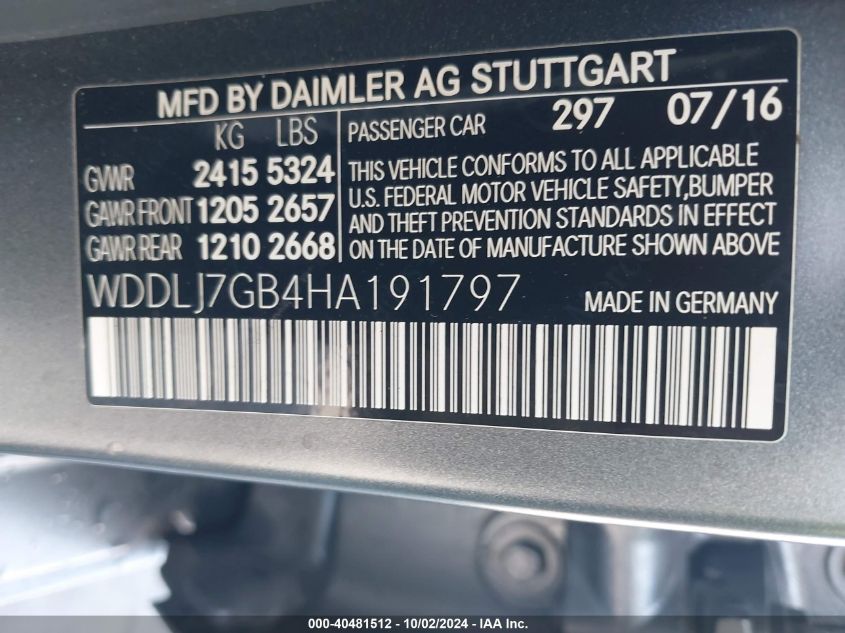 MFD BY DAIMLER AG STUTTGART
KG LBS
GVWR 2415 5324
GAWR FRONT 1205 2657
GAWR REAR 1210 2668
PASSENGER CAR 297 07/16
THIS VEHICLE CONFORMS TO ALL APPLICABLE
U.S. FEDERAL MOTOR VEHICLE SAFETY,BUMPER
AND THEFT PREVENTION STANDARDS IN EFFECT
ON THE DATE OF MANUFACTURE SHOWN ABOVE
WDDLJ7GB4HA191797 MADE IN GERMANY
000-40481512 - 10/02/2024 - IAA Inc.